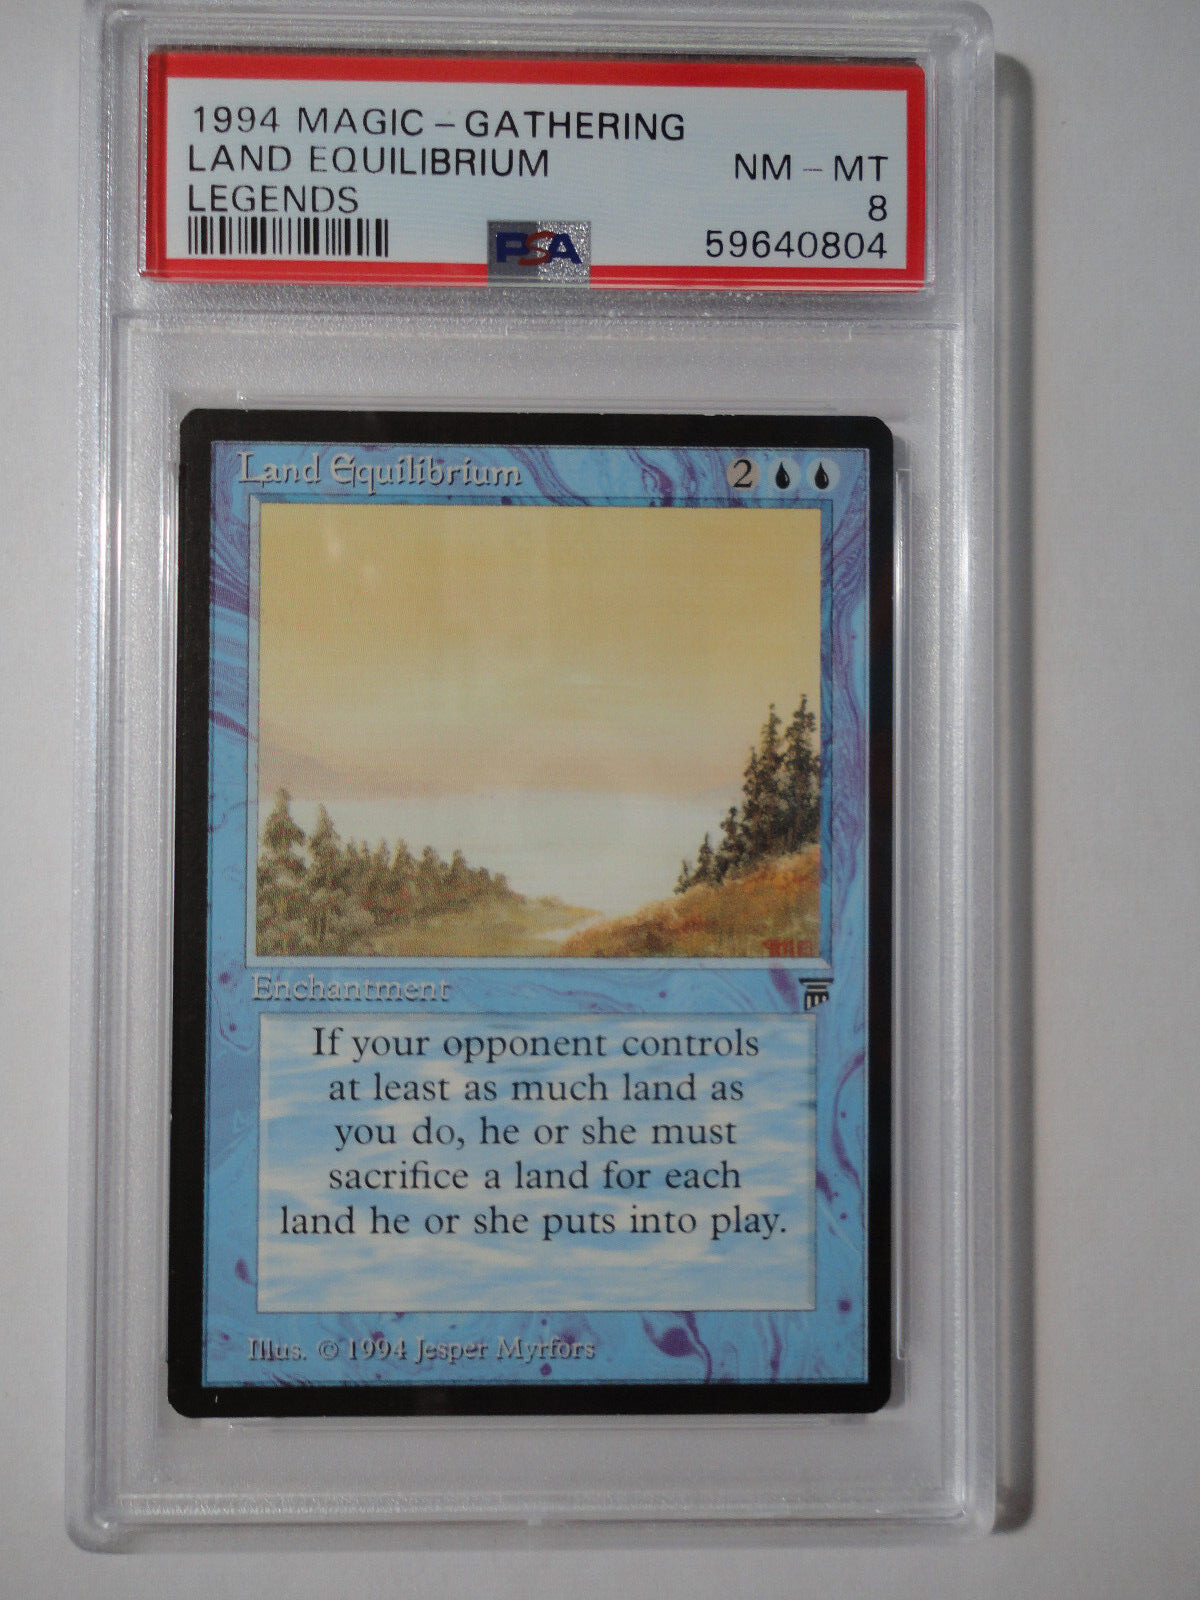 1994 MAGIC - GATHERING
LAND EQUILIBRIUM
NM - MT
LEGENDS
8
PSA
59640804
Land Equilibrium
2
Enchantment
If your opponent controls
at least as much land as
you do, he or she must
sacrifice a land for each
land he or she puts into play.
Illus. © 1994 Jesper Myrfors